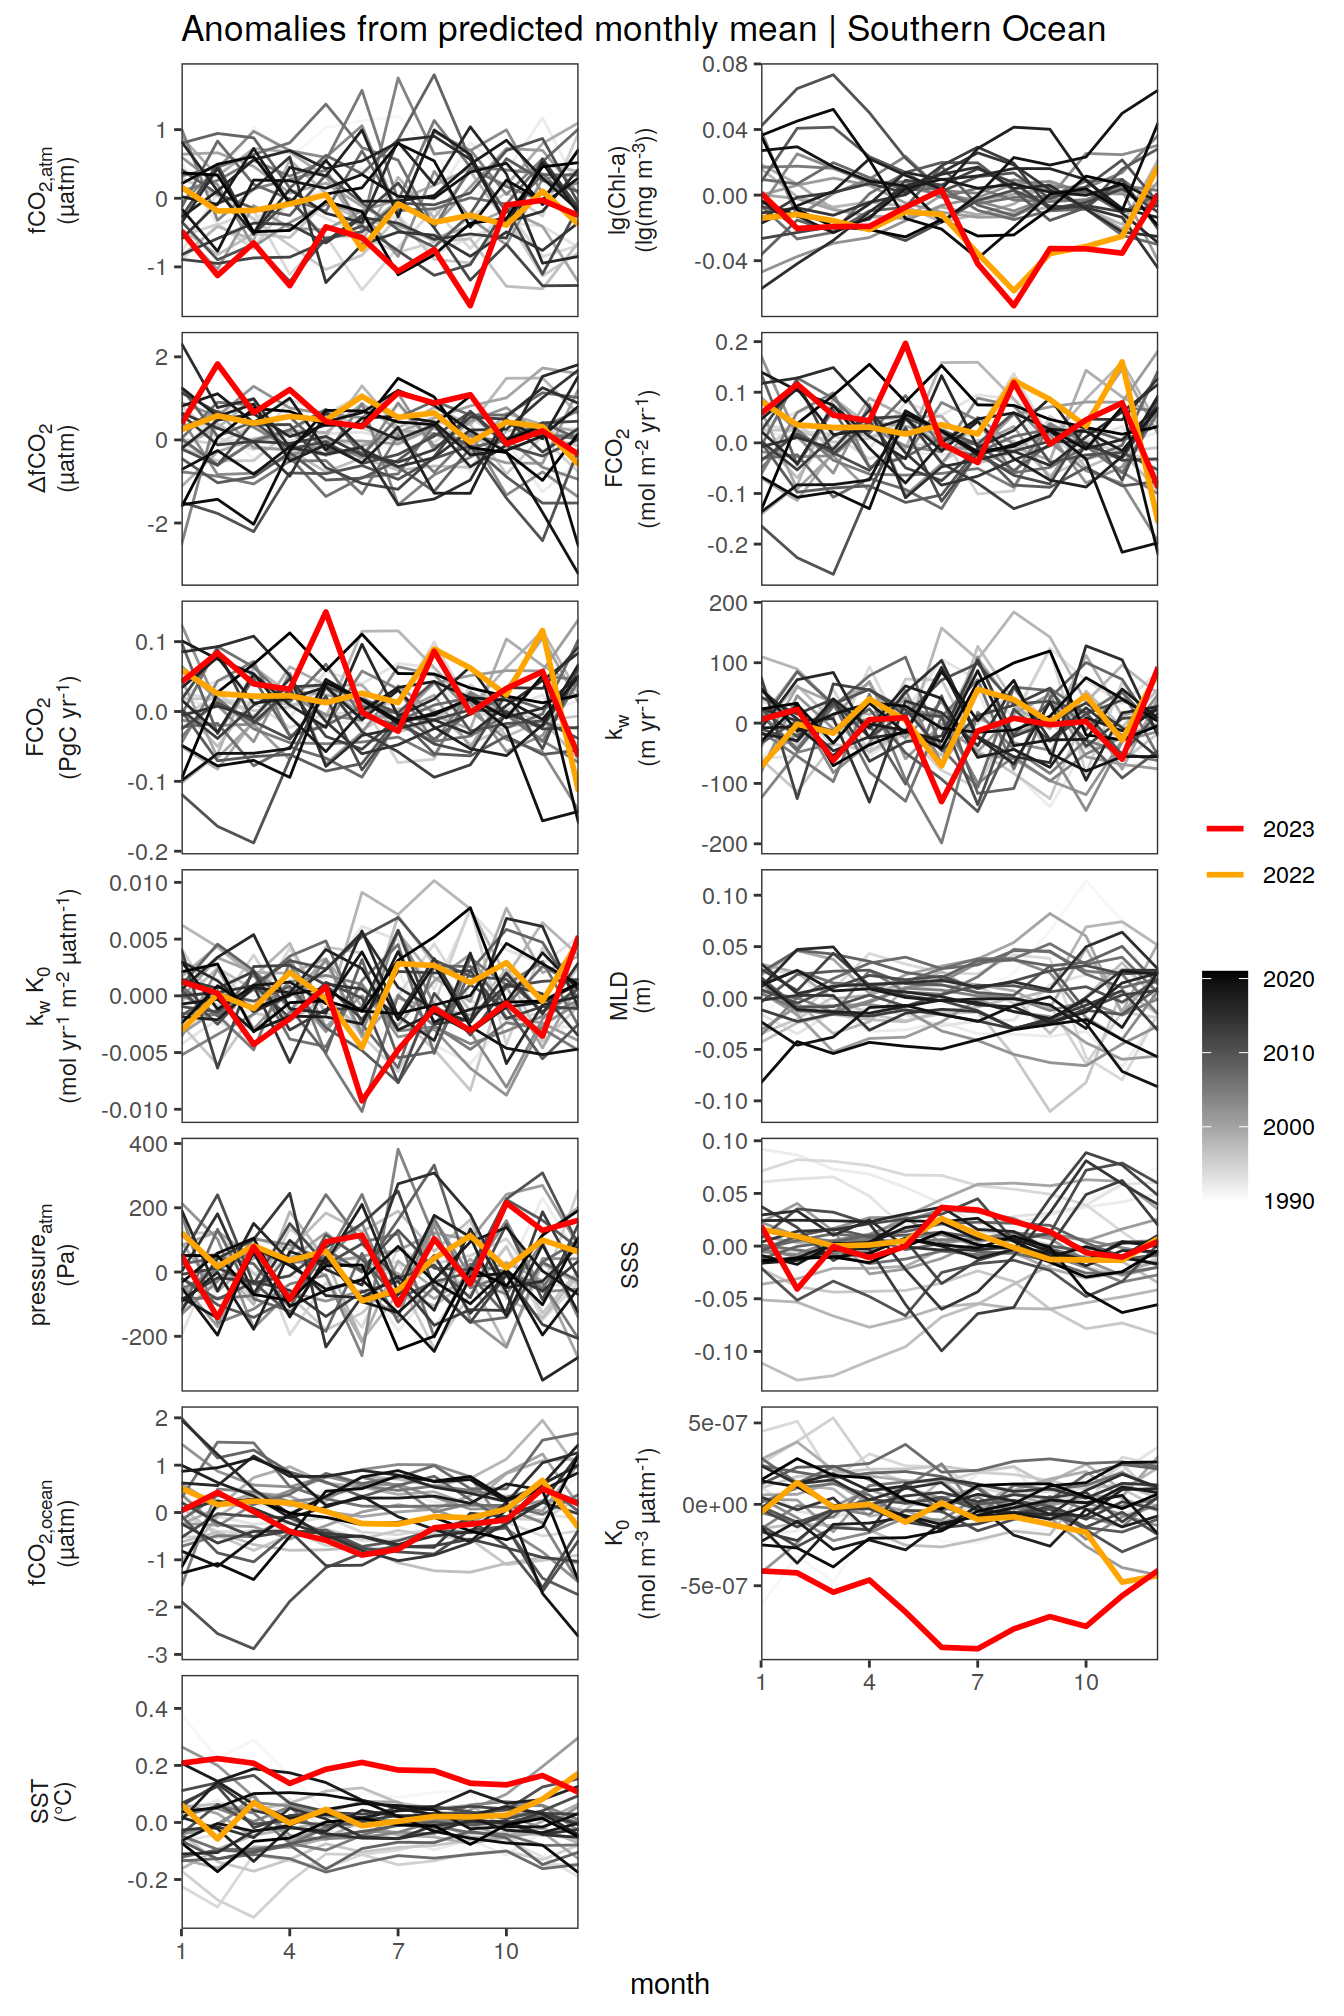 Anomalies from predicted monthly mean | Southern Ocean
fCO2,atm
(µatm)
1
0
-1
lg(Chl-a)
(lg(mg m-3))
0.08
0.04
0.00
-0.04
ΔfCO2
(µatm)
2
0
-2
FCO2
(mol m-2 yr-1)
0.2
0.1
0.0
-0.1
-0.2
FCO2
(PgC yr-1)
0.1
0.0
-0.1
-0.2
kw
(m yr-1)
200
100
0
-100
-200
kw K0
(mol yr-1 m-2 µatm-1)
0.010
0.005
0.000
-0.005
-0.010
MLD
(m)
0.10
0.05
0.00
-0.05
-0.10
pressureatm
(Pa)
400
200
0
-200
SSS
0.10
0.05
0.00
-0.05
-0.10
fCO2,ocean
(µatm)
2
1
0
-1
-2
-3
K0
(mol m-3 µatm-1)
5e-07
0e+00
-5e-07
1 4 7 10
SST
(°C)
0.4
0.2
0.0
-0.2
1 4 7 10
month
2023
2022
2020
2010
2000
1990